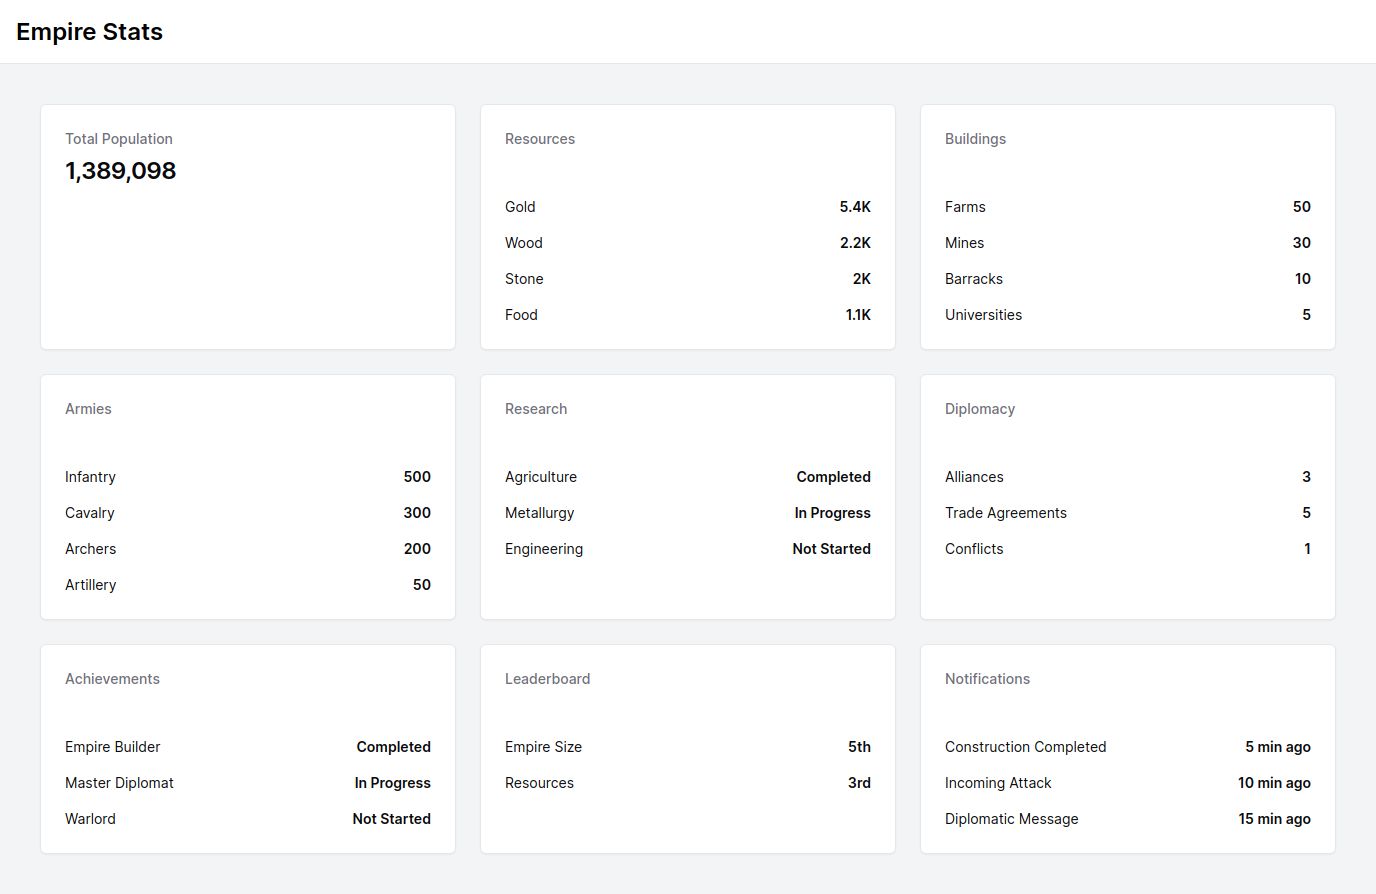 Empire Stats
Total Population
1,389,098
Resources
Gold 5.4K
Wood 2.2K
Stone 2K
Food 1.1K
Buildings
Farms 50
Mines 30
Barracks 10
Universities 5
Armies
Infantry 500
Cavalry 300
Archers 200
Artillery 50
Research
Agriculture Completed
Metallurgy In Progress
Engineering Not Started
Diplomacy
Alliances 3
Trade Agreements 5
Conflicts 1
Achievements
Empire Builder Completed
Master Diplomat In Progress
Warlord Not Started
Leaderboard
Empire Size 5th
Resources 3rd
Notifications
Construction Completed 5 min ago
Incoming Attack 10 min ago
Diplomatic Message 15 min ago